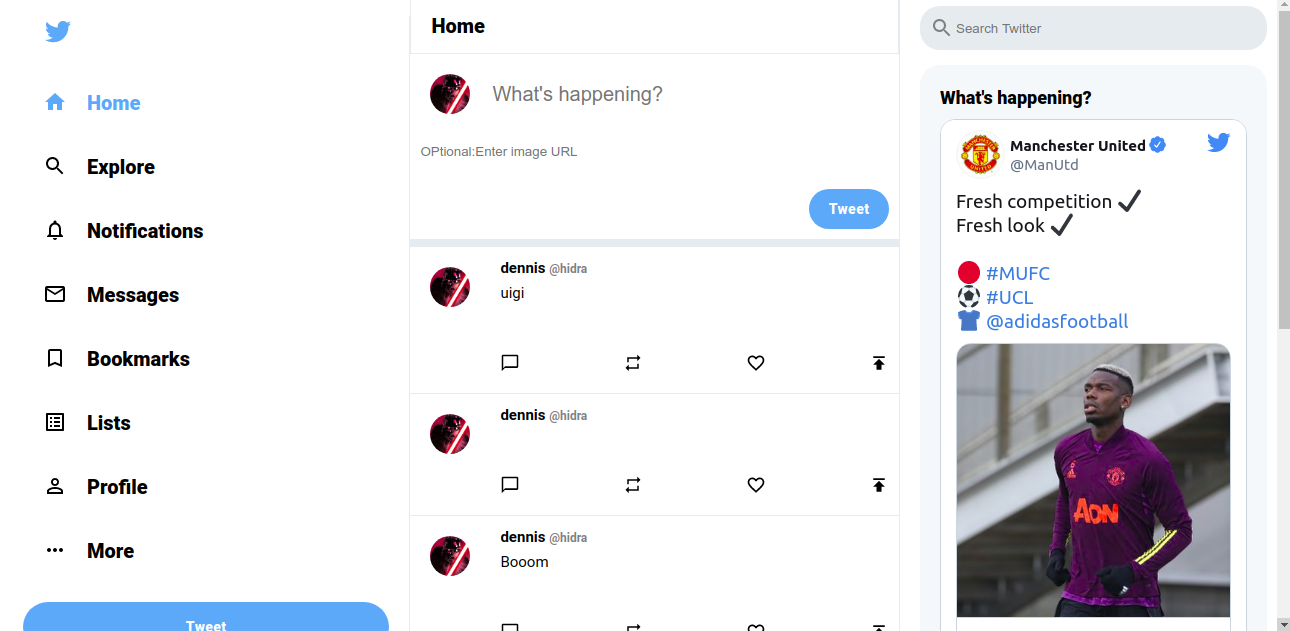 Home
Explore
Notifications
Messages
Bookmarks
Lists
Profile
More
Tweet
Home
What's happening?
OPtional:Enter image URL
Tweet
dennis @hidra
uigi
dennis @hidra
dennis @hidra
Booom
Search Twitter
What's happening?
Manchester United
@ManUtd
Fresh competition
Fresh look
#MUFC
#UCL
@adidasfootball
AON